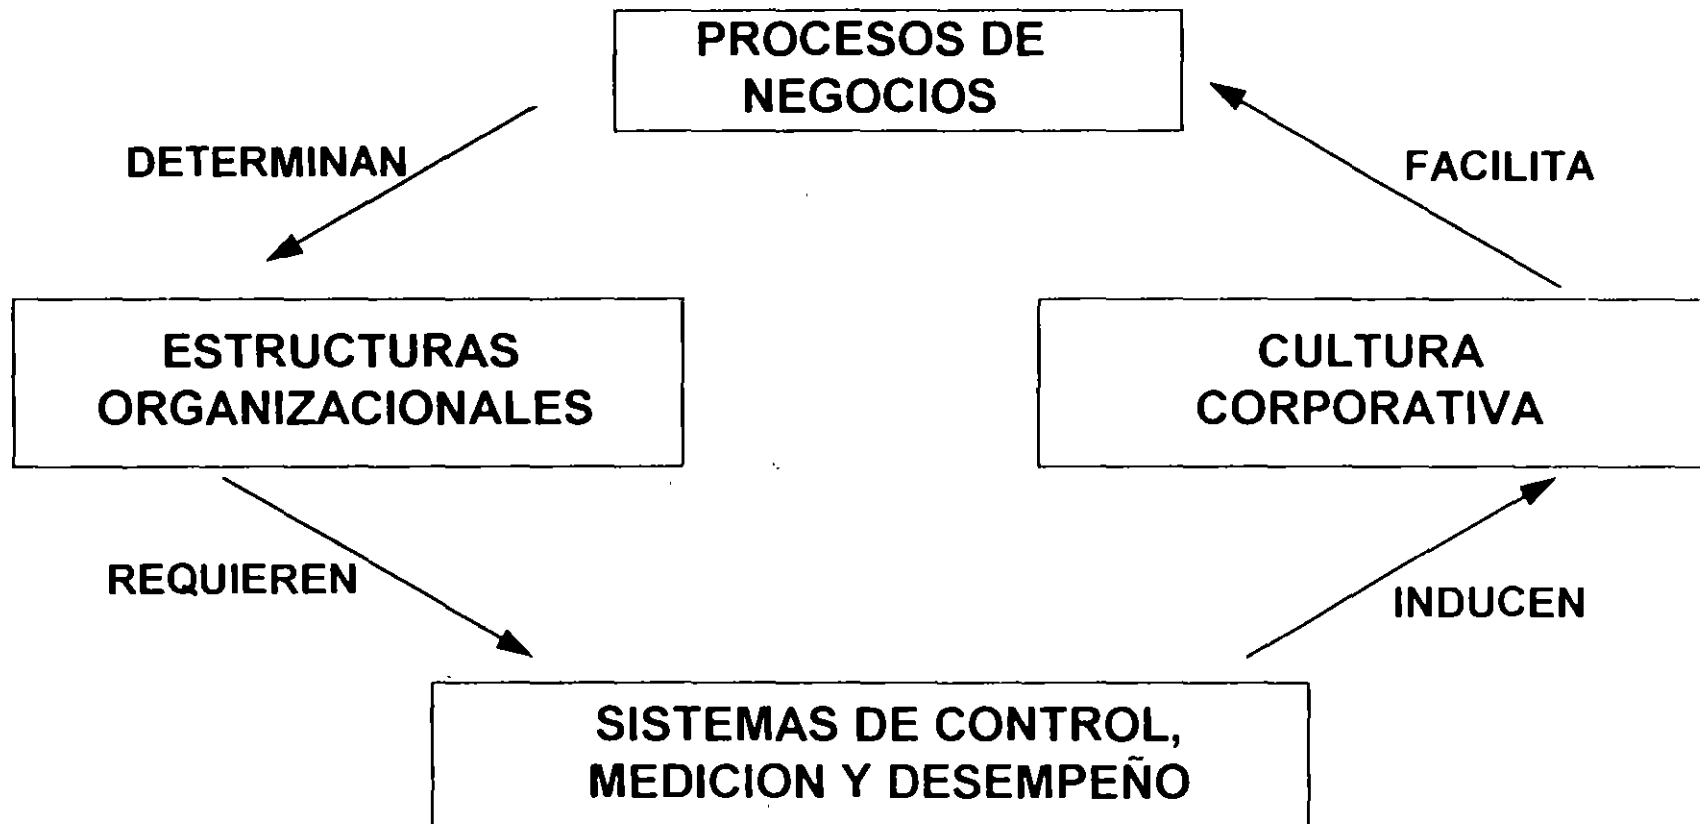 PROCESOS DE
NEGOCIOS
DETERMINAN
FACILITA
ESTRUCTURAS
ORGANIZACIONALES
CULTURA
CORPORATIVA
REQUIEREN
INDUCEN
SISTEMAS DE CONTROL,
MEDICION Y DESEMPEÑO